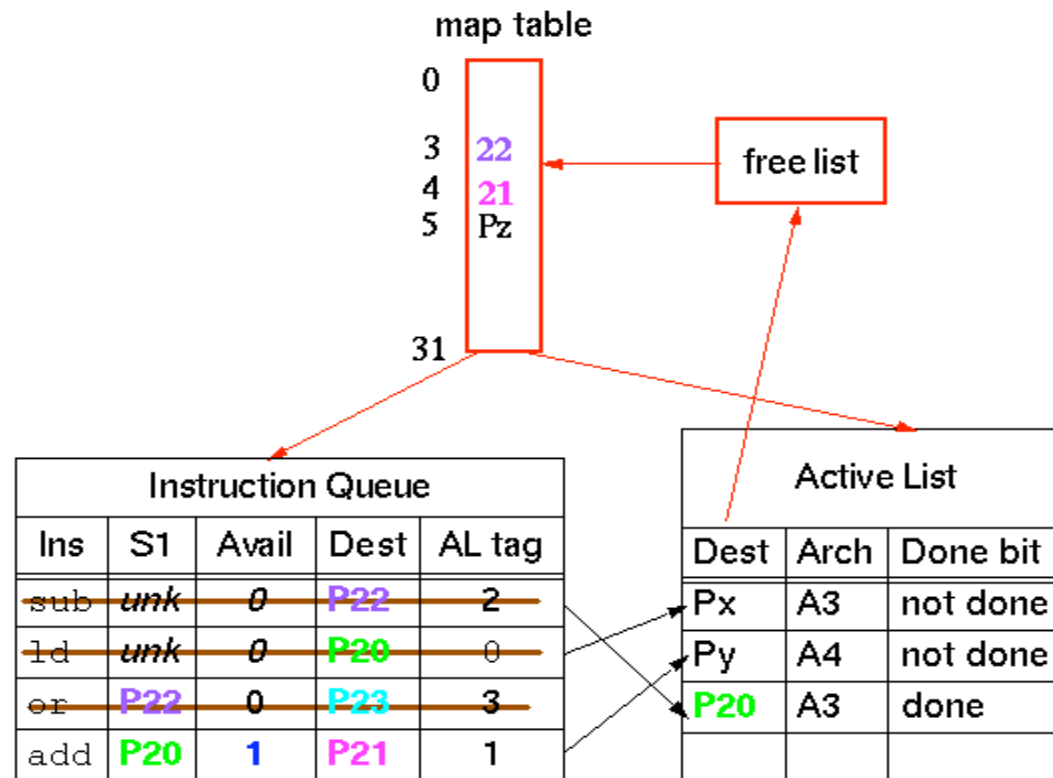 map table
0
3 22
free list
4 21
5 Pz
31
Instruction Queue
Ins S1 Avail Dest AL tag
sub unk 0 P22 2
ld unk 0 P20 0
or P22 0 P23 3
add P20 1 P21 1
Active List
Dest Arch Done bit
Px A3 not done
Py A4 not done
P20 A3 done